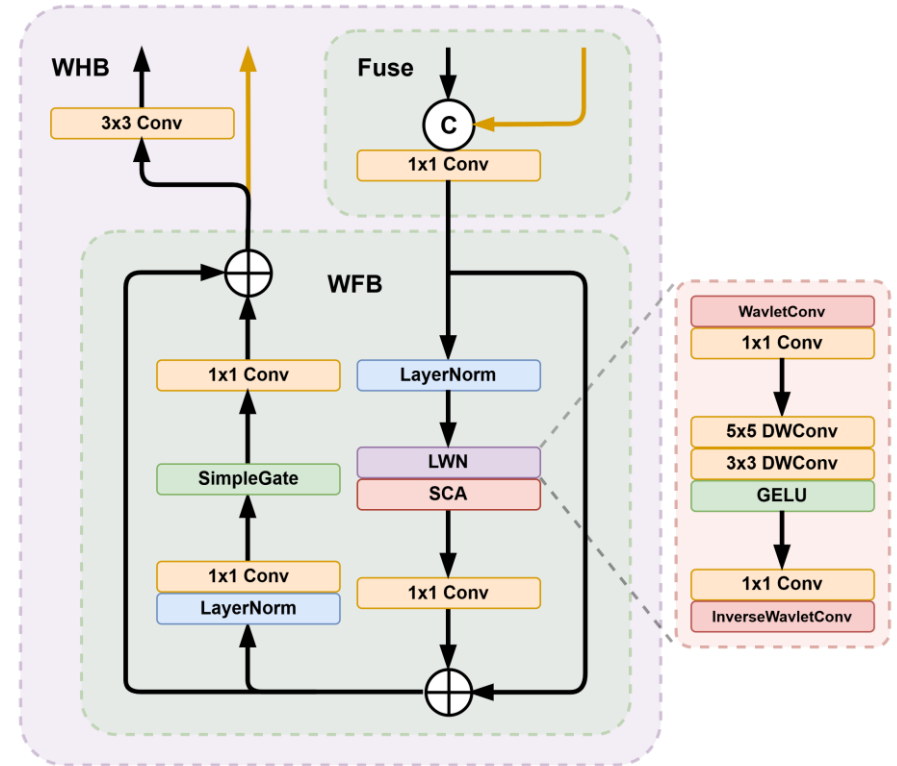 WHB
3x3 Conv
Fuse
C
1x1 Conv
WFB
1x1 Conv
SimpleGate
1x1 Conv
LayerNorm
LayerNorm
LWN
SCA
1x1 Conv
WavletConv
1x1 Conv
5x5 DWConv
3x3 DWConv
GELU
1x1 Conv
InverseWavletConv